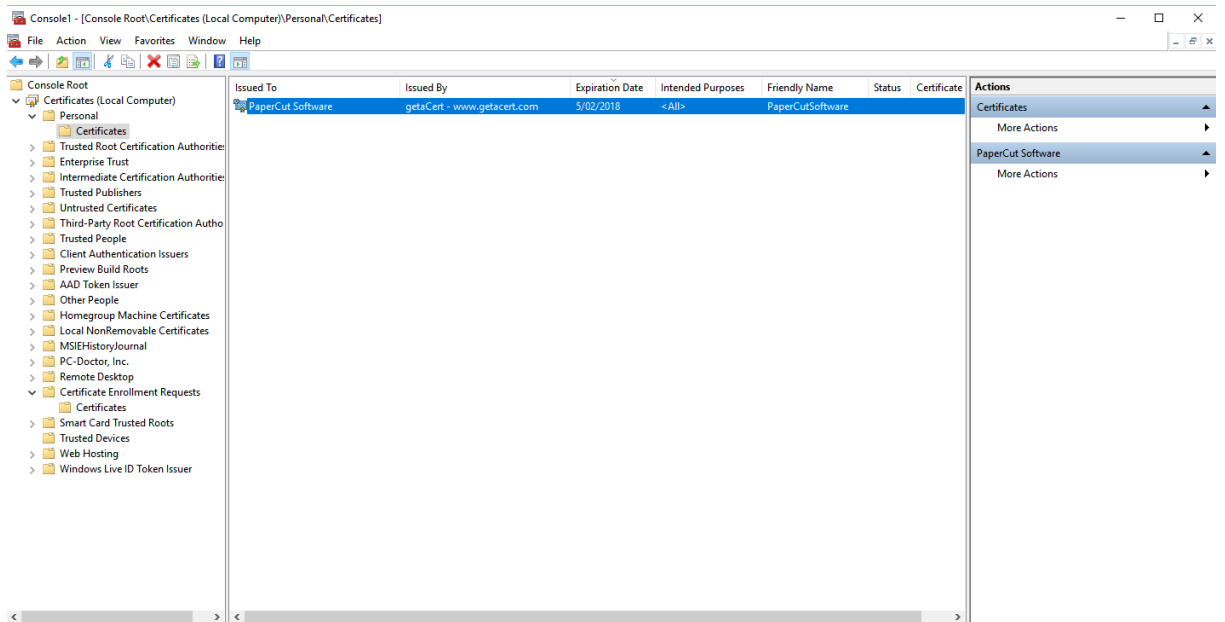 Console1 - [Console Root\Certificates (Local Computer)\Personal\Certificates]
File Action View Favorites Window Help
Console Root
Certificates (Local Computer)
Personal
Certificates
Trusted Root Certification Authorities
Enterprise Trust
Intermediate Certification Authorities
Trusted Publishers
Untrusted Certificates
Third-Party Root Certification Autho
Trusted People
Client Authentication Issuers
Preview Build Roots
AAD Token Issuer
Other People
Homegroup Machine Certificates
Local NonRemovable Certificates
MSIEHistoryJournal
PC-Doctor, Inc.
Remote Desktop
Certificate Enrollment Requests
Certificates
Smart Card Trusted Roots
Trusted Devices
Web Hosting
Windows Live ID Token Issuer
Issued To Issued By Expiration Date Intended Purposes Friendly Name Status Certificate
PaperCut Software getaCert - www.getacert.com 5/02/2018 <All> PaperCutSoftware
Actions
Certificates
More Actions
PaperCut Software
More Actions